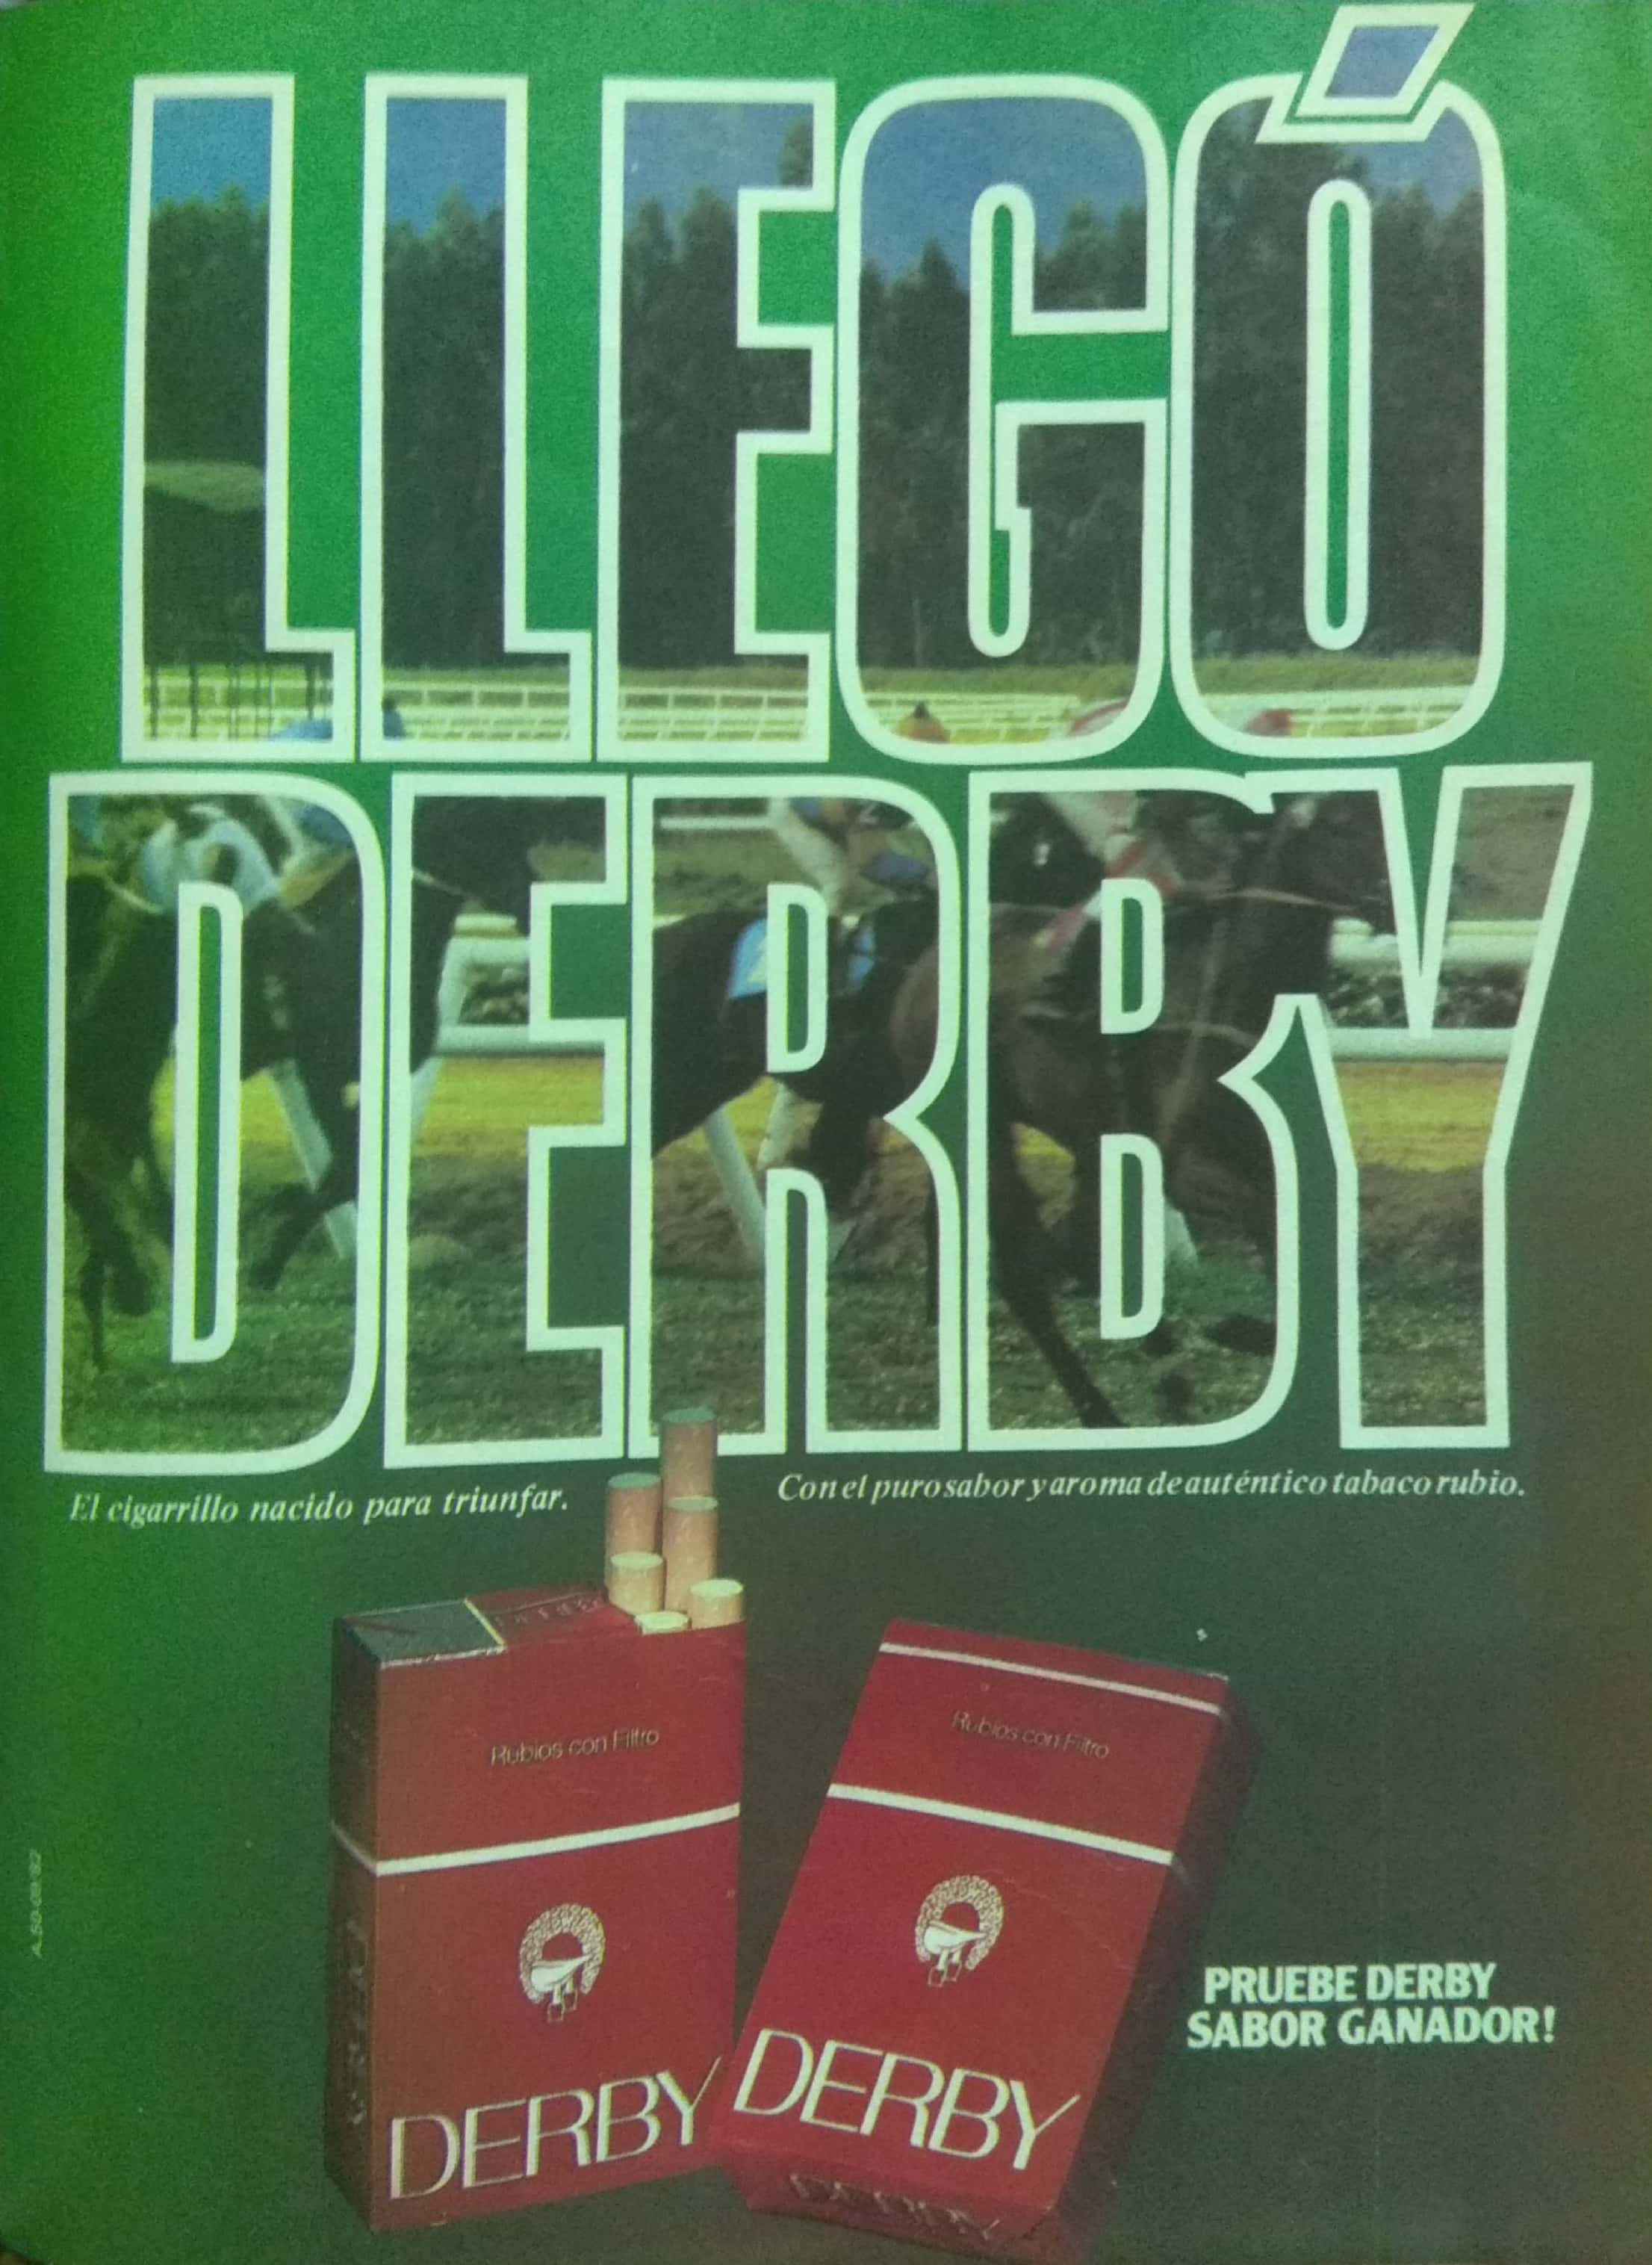 LLEGÓ
DERBY
El cigarrillo nacido para triunfar.
Con el puro sabor y aroma de auténtico tabaco rubio.
Rubios con Filtro
DERBY
Rubios con Filtro
DERBY
PRUEBE DERBY
SABOR GANADOR!